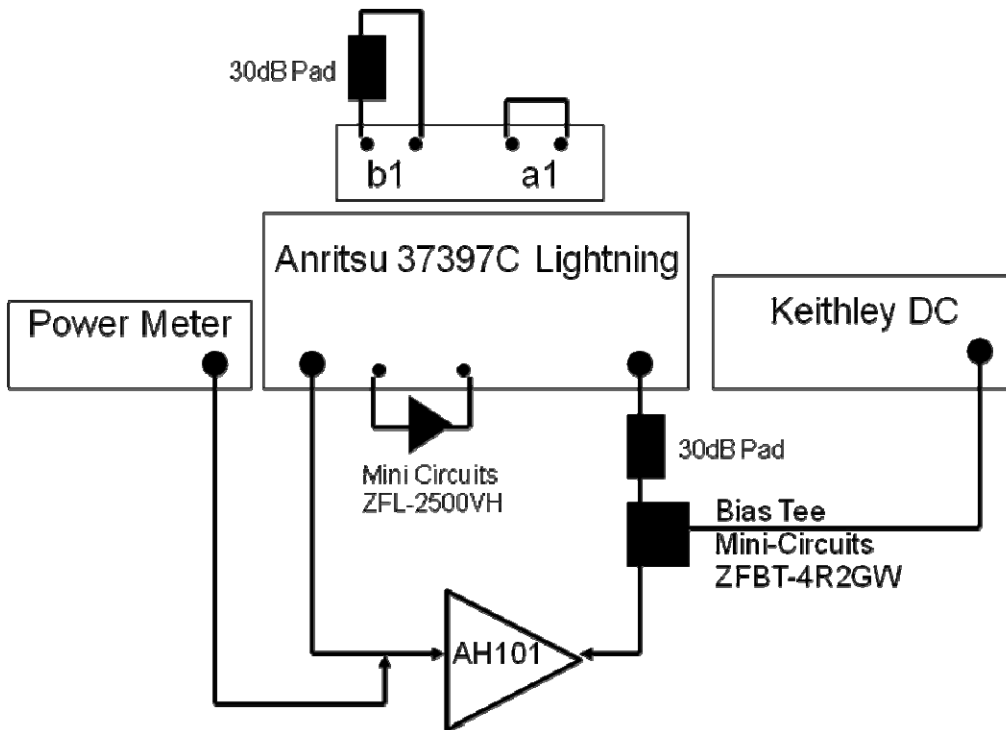 30dB Pad
b1
a1
Anritsu 37397C Lightning
Power Meter
Keithley DC
Mini Circuits
ZFL-2500VH
30dB Pad
Bias Tee
Mini-Circuits
ZFBT-4R2GW
AH101